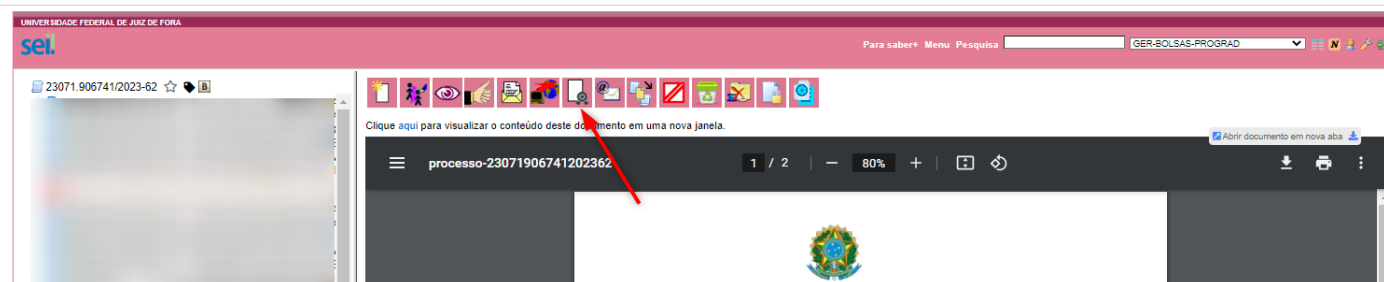 UNIVERSIDADE FEDERAL DE JUIZ DE FORA
sei.
Para saber+ Menu Pesquisa
GER-BOLSAS-PROGRAD
N
23071.906741/2023-62
B
Clique aqui para visualizar o conteúdo deste documento em uma nova janela.
Abrir documento em nova aba
processo-23071906741202362
1 / 2
80%